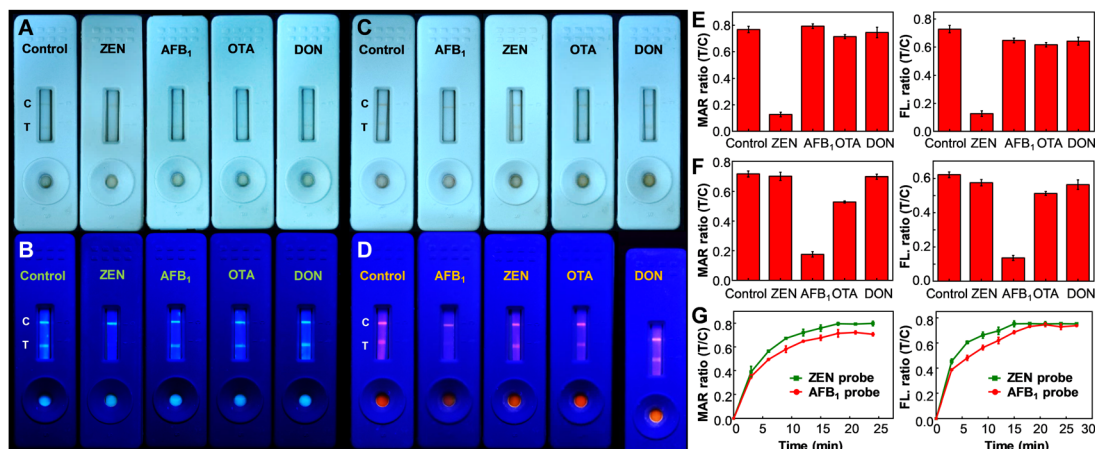 A
Control ZEN AFB₁ OTA DON
C
T
B
Control ZEN AFB₁ OTA DON
C
T
C
Control AFB₁ ZEN OTA DON
D
Control AFB₁ ZEN OTA DON
E
MAR ratio (T/C)
0.8
0.6
0.4
0.2
0.0
Control ZEN AFB₁ OTA DON
FL. ratio (T/C)
0.8
0.6
0.4
0.2
0.0
Control ZEN AFB₁ OTA DON
F
MAR ratio (T/C)
0.8
0.6
0.4
0.2
0.0
Control ZEN AFB₁ OTA DON
FL. ratio (T/C)
0.6
0.4
0.2
0.0
Control ZEN AFB₁ OTA DON
G
MAR ratio (T/C)
0.8
0.6
0.4
0.2
0.0
ZEN probe
AFB₁ probe
0 5 10 15 20 25
Time (min)
FL. ratio (T/C)
0.8
0.6
0.4
0.2
0.0
ZEN probe
AFB₁ probe
0 5 10 15 20 25 30
Time (min)